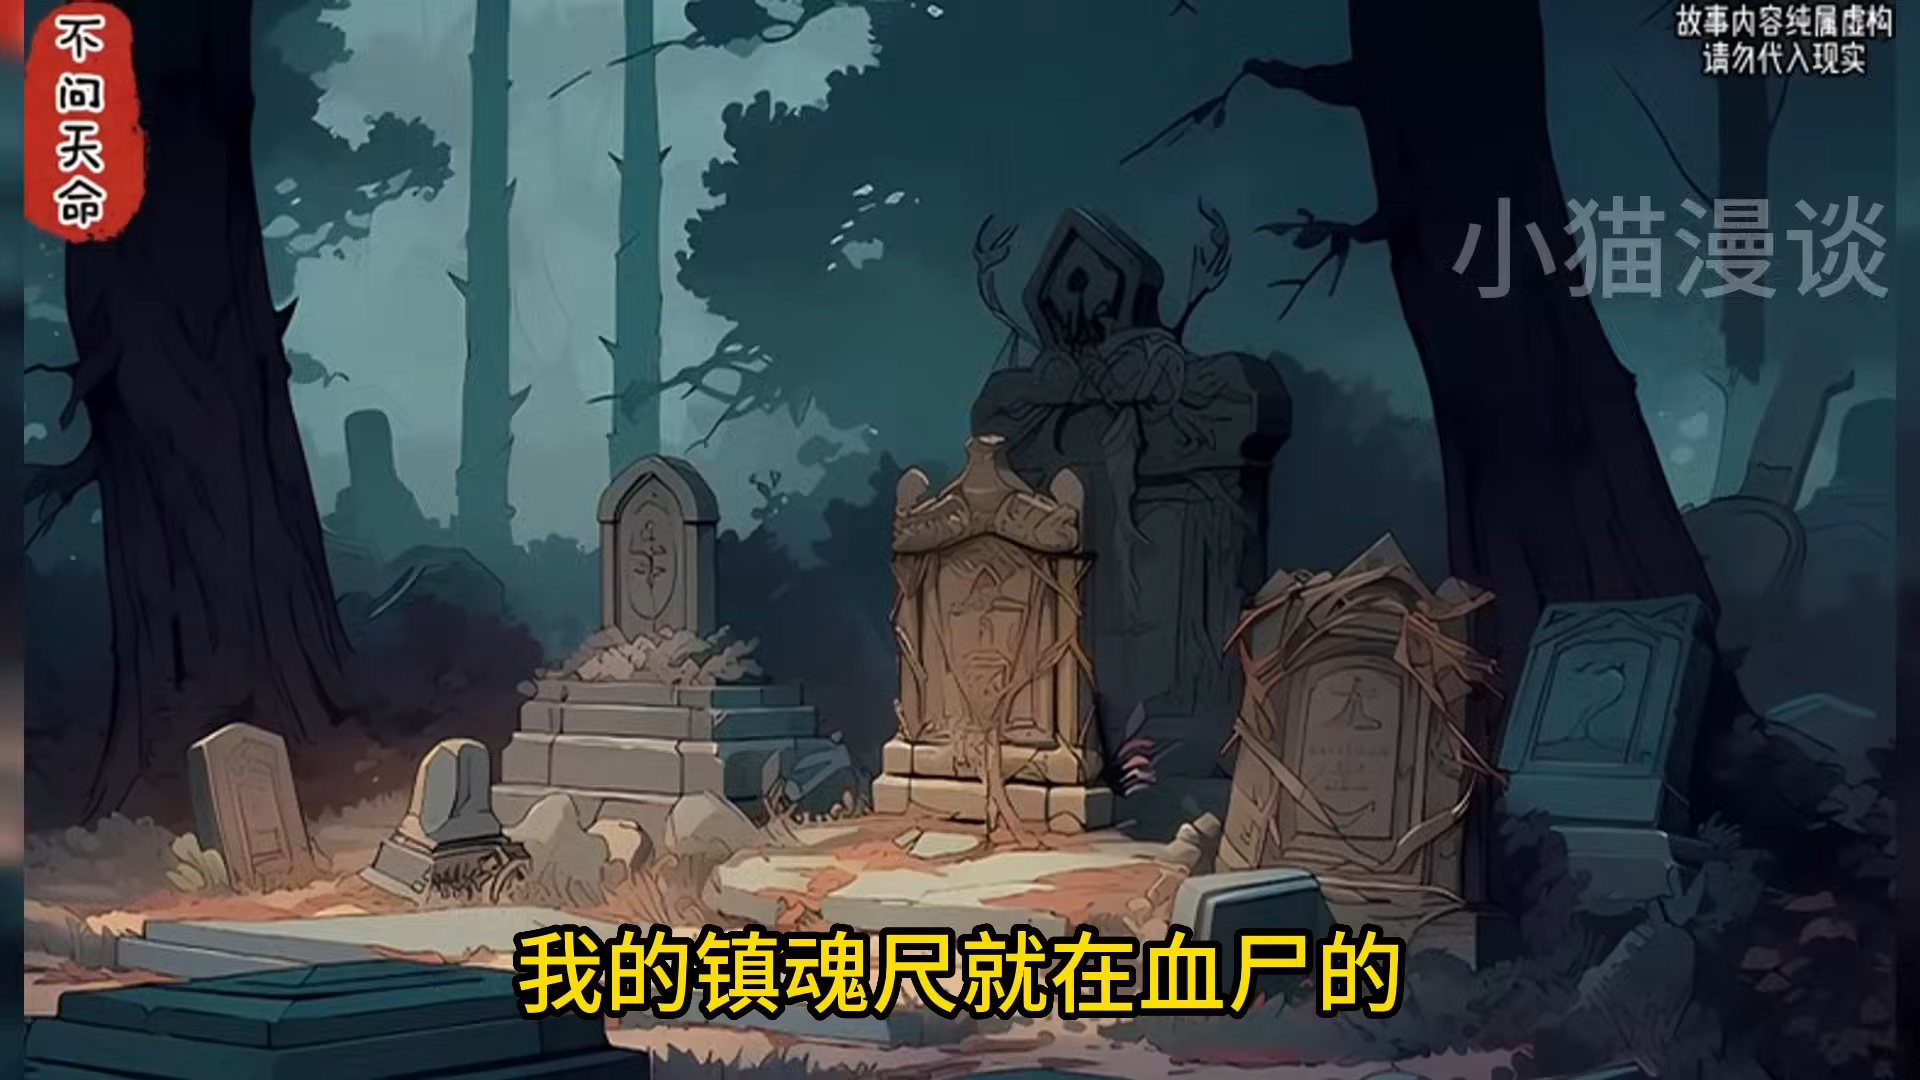 不问天命
故事内容纯属虚构
请勿代入现实
小猫漫谈
我的镇魂尺就在血尸的